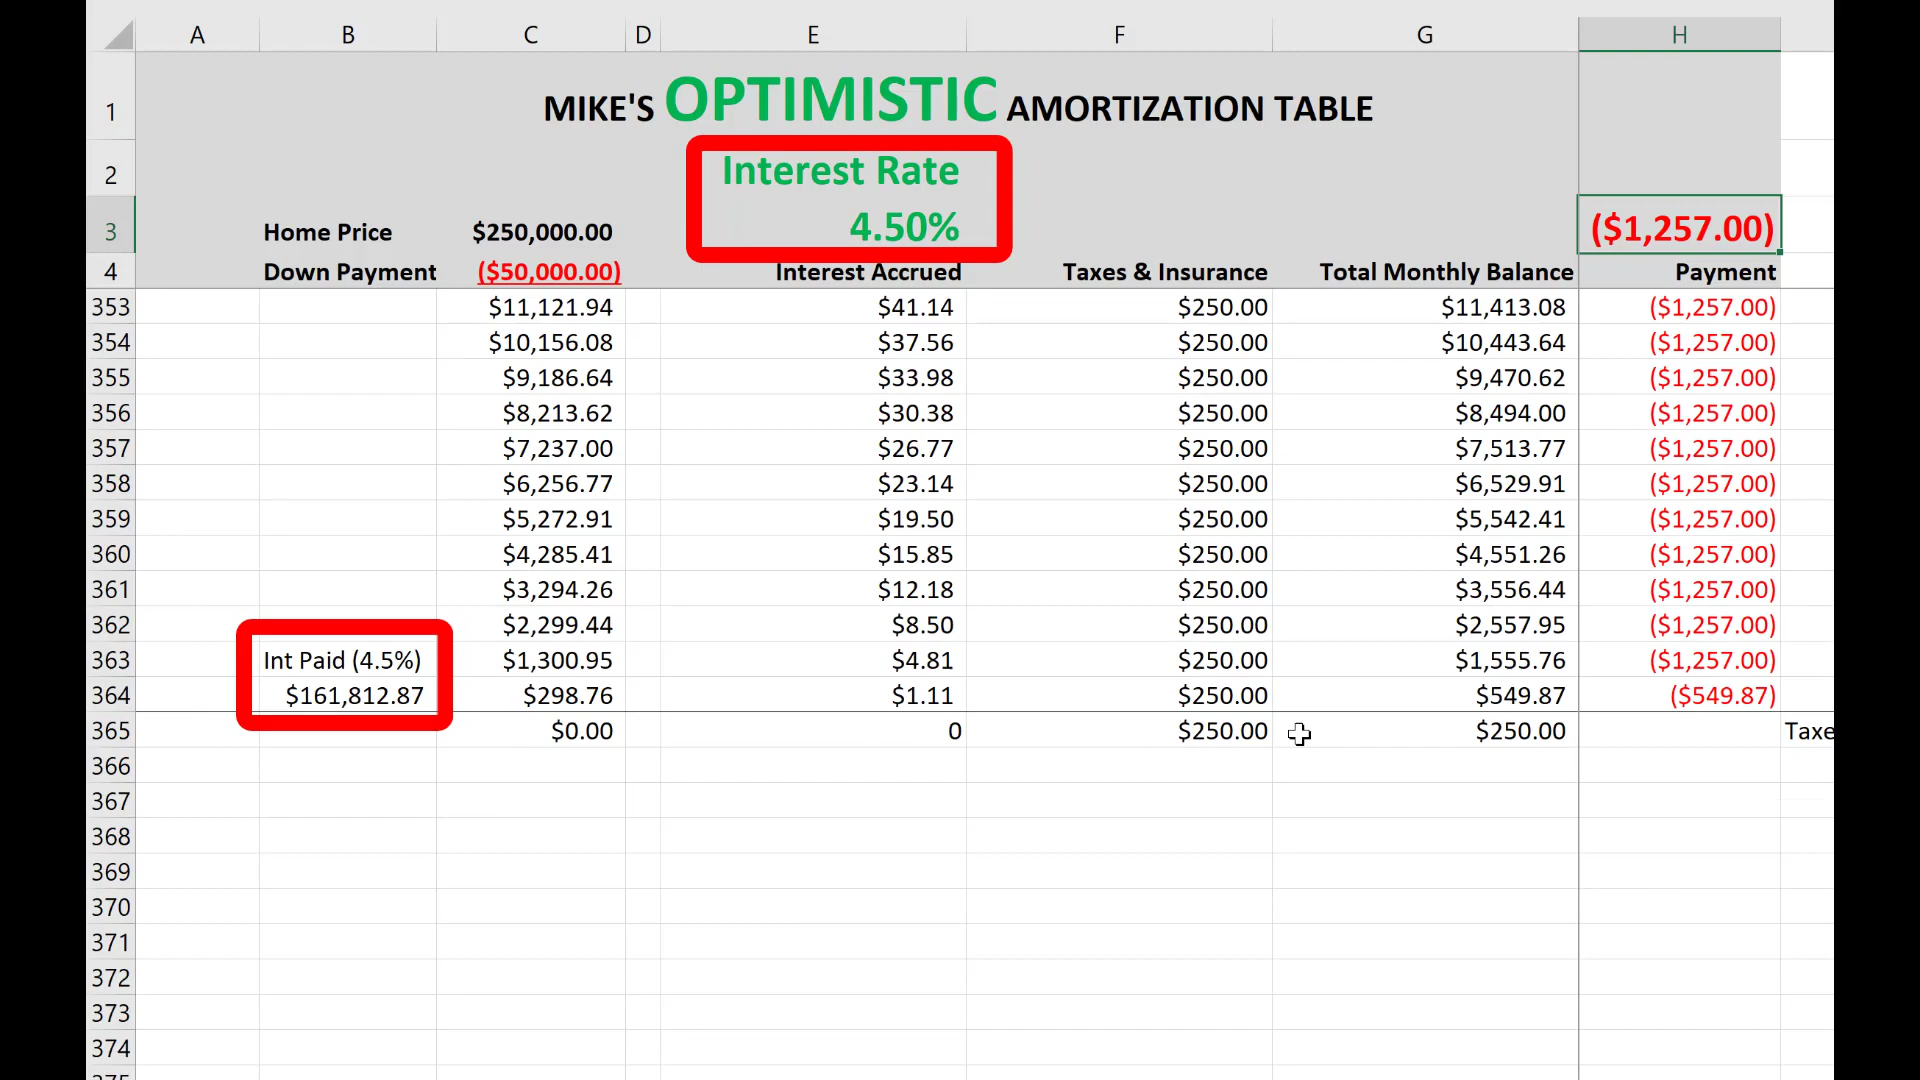 A B C D E F G H
1 MIKE'S OPTIMISTIC AMORTIZATION TABLE
2 Interest Rate
3 Home Price $250,000.00 4.50% ($1,257.00)
4 Down Payment ($50,000.00) Interest Accrued Taxes & Insurance Total Monthly Balance Payment
353 $11,121.94 $41.14 $250.00 $11,413.08 ($1,257.00)
354 $10,156.08 $37.56 $250.00 $10,443.64 ($1,257.00)
355 $9,186.64 $33.98 $250.00 $9,470.62 ($1,257.00)
356 $8,213.62 $30.38 $250.00 $8,494.00 ($1,257.00)
357 $7,237.00 $26.77 $250.00 $7,513.77 ($1,257.00)
358 $6,256.77 $23.14 $250.00 $6,529.91 ($1,257.00)
359 $5,272.91 $19.50 $250.00 $5,542.41 ($1,257.00)
360 $4,285.41 $15.85 $250.00 $4,551.26 ($1,257.00)
361 $3,294.26 $12.18 $250.00 $3,556.44 ($1,257.00)
362 $2,299.44 $8.50 $250.00 $2,557.95 ($1,257.00)
363 Int Paid (4.5%) $1,300.95 $4.81 $250.00 $1,555.76 ($1,257.00)
364 $161,812.87 $298.76 $1.11 $250.00 $549.87 ($549.87)
365 $0.00 0 $250.00 $250.00 Taxe
366
367
368
369
370
371
372
373
374